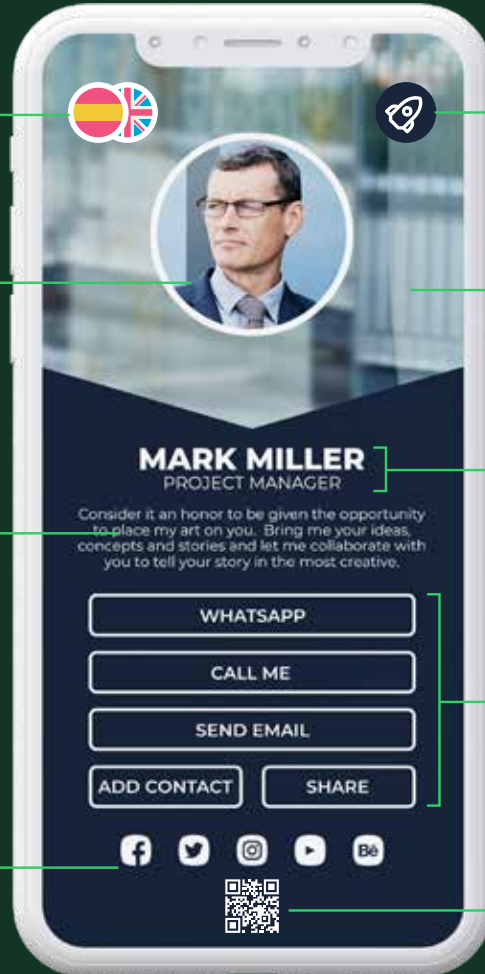 MARK MILLER
PROJECT MANAGER
Consider it an honor to be given the opportunity
to place my art on you. Bring me your ideas,
concepts and stories and let me collaborate with
you to tell your story in the most creative.
WHATSAPP
CALL ME
SEND EMAIL
ADD CONTACT
SHARE
Bē